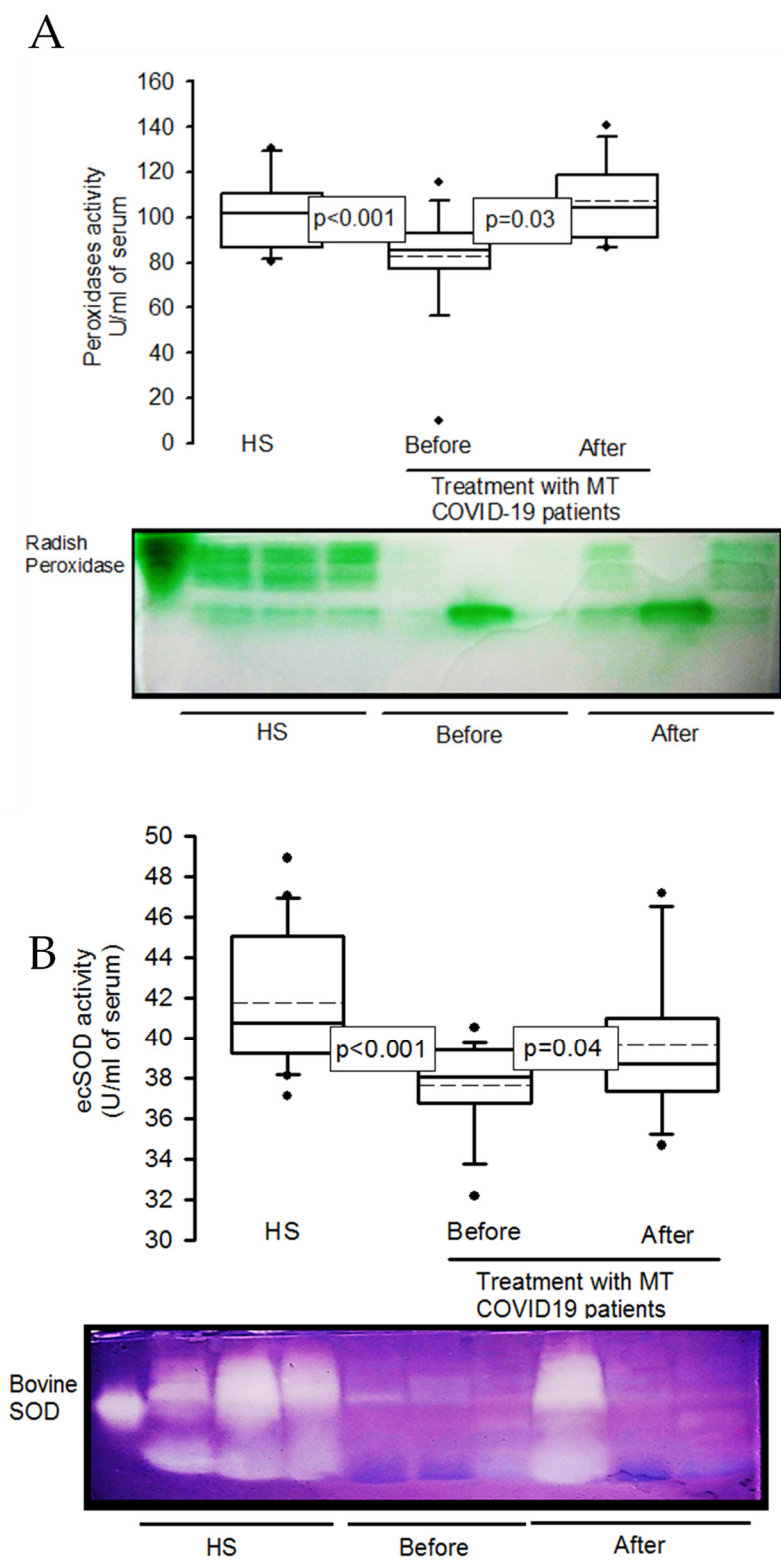 A
160
140
120
100
80
60
40
20
0
Peroxidases activity
U/ml of serum
p<0.001
p=0.03
HS
Before
After
Treatment with MT
COVID-19 patients
Radish
Peroxidase
HS
Before
After
B
50
48
46
44
42
40
38
36
34
32
30
ecSOD activity
(U/ml of serum)
p<0.001
p=0.04
HS
Before
After
Treatment with MT
COVID19 patients
Bovine
SOD
HS
Before
After